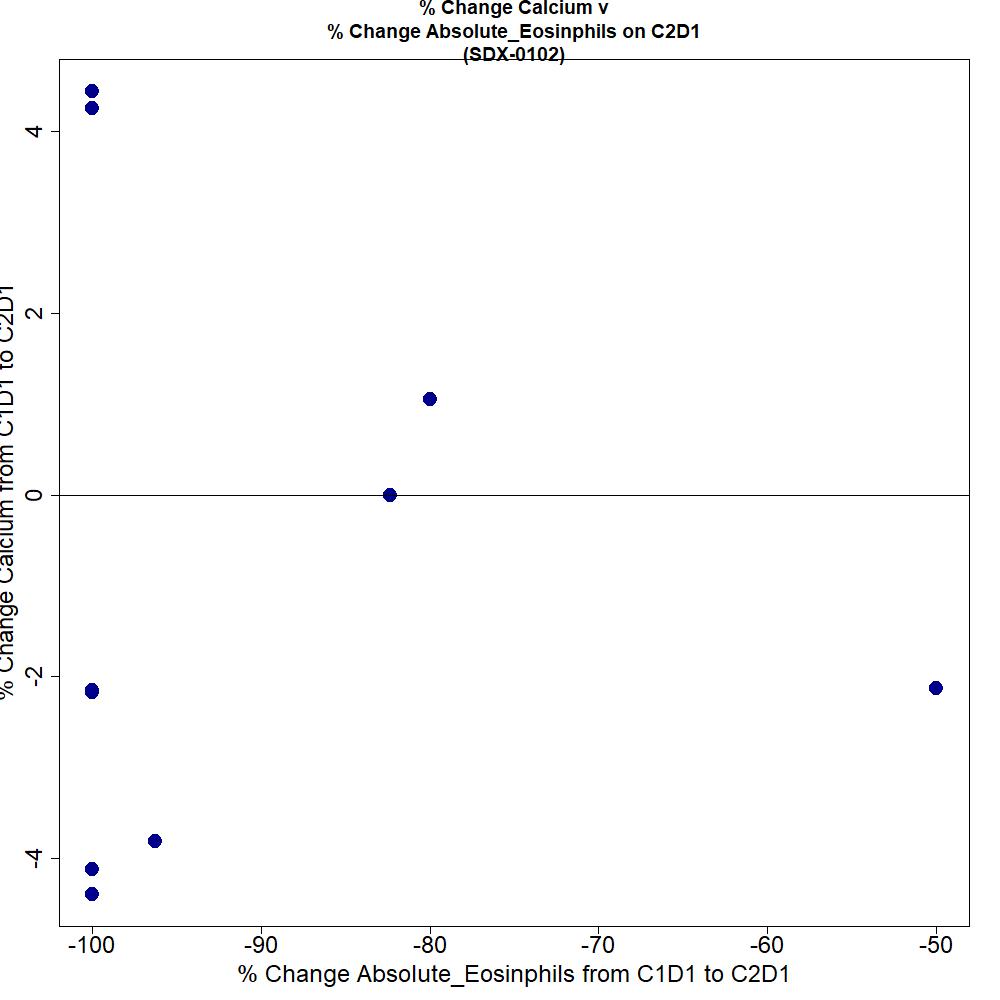 % Change Calcium v
% Change Absolute_Eosinphils on C2D1
(SDX-0102)
% Change Calcium from C1D1 to C2D1
4
2
0
-2
-4
-100
-90
-80
-70
-60
-50
% Change Absolute_Eosinphils from C1D1 to C2D1